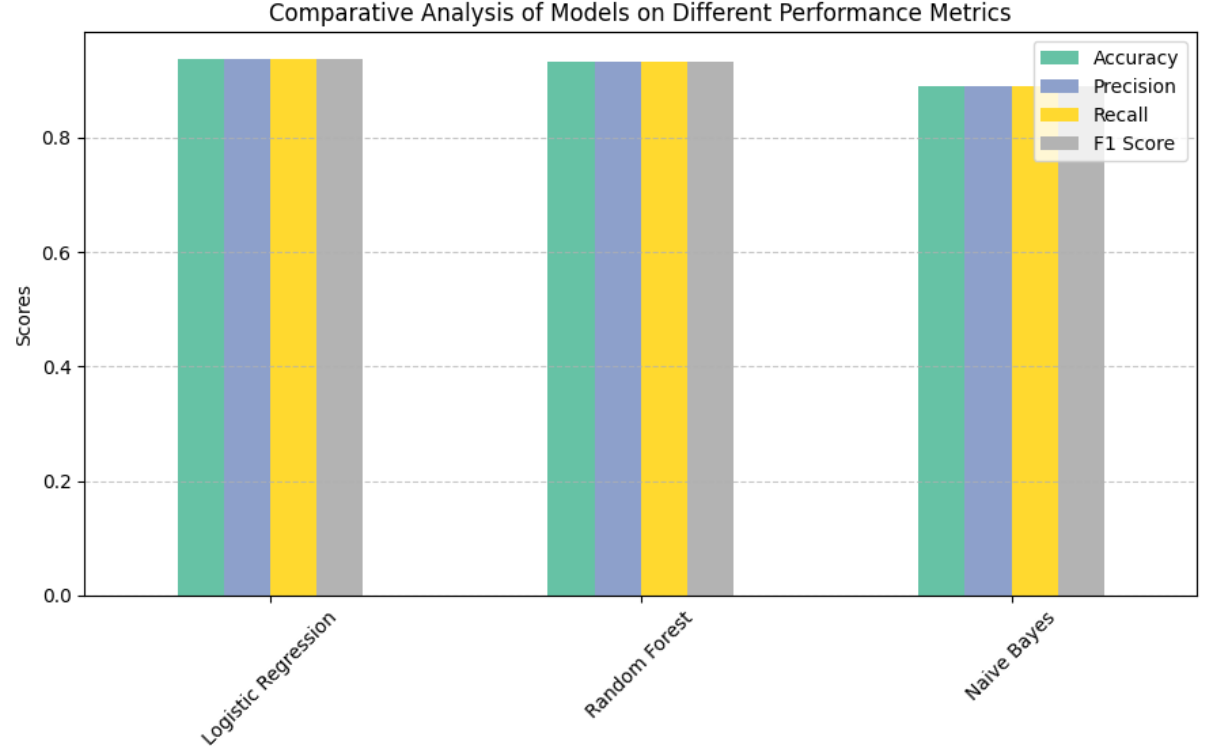 Comparative Analysis of Models on Different Performance Metrics
Accuracy
Precision
Recall
F1 Score
Scores
0.8
0.6
0.4
0.2
0.0
Logistic Regression
Random Forest
Naive Bayes